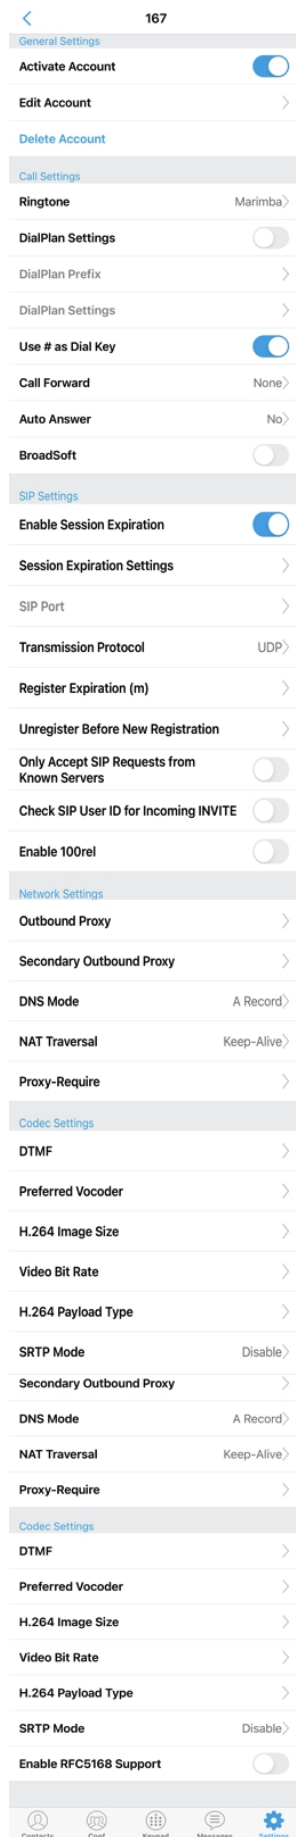 167
General Settings
Activate Account
Edit Account
Delete Account
Call Settings
Ringtone Marimba
DialPlan Settings
DialPlan Prefix
DialPlan Settings
Use # as Dial Key
Call Forward None
Auto Answer No
BroadSoft
SIP Settings
Enable Session Expiration
Session Expiration Settings
SIP Port
Transmission Protocol UDP
Register Expiration (m)
Unregister Before New Registration
Only Accept SIP Requests from
Known Servers
Check SIP User ID for Incoming INVITE
Enable 100rel
Network Settings
Outbound Proxy
Secondary Outbound Proxy
DNS Mode A Record
NAT Traversal Keep-Alive
Proxy-Require
Codec Settings
DTMF
Preferred Vocoder
H.264 Image Size
Video Bit Rate
H.264 Payload Type
SRTP Mode Disable
Secondary Outbound Proxy
DNS Mode A Record
NAT Traversal Keep-Alive
Proxy-Require
Codec Settings
DTMF
Preferred Vocoder
H.264 Image Size
Video Bit Rate
H.264 Payload Type
SRTP Mode Disable
Enable RFC5168 Support
Contacts Conf Keypad Messages Settings